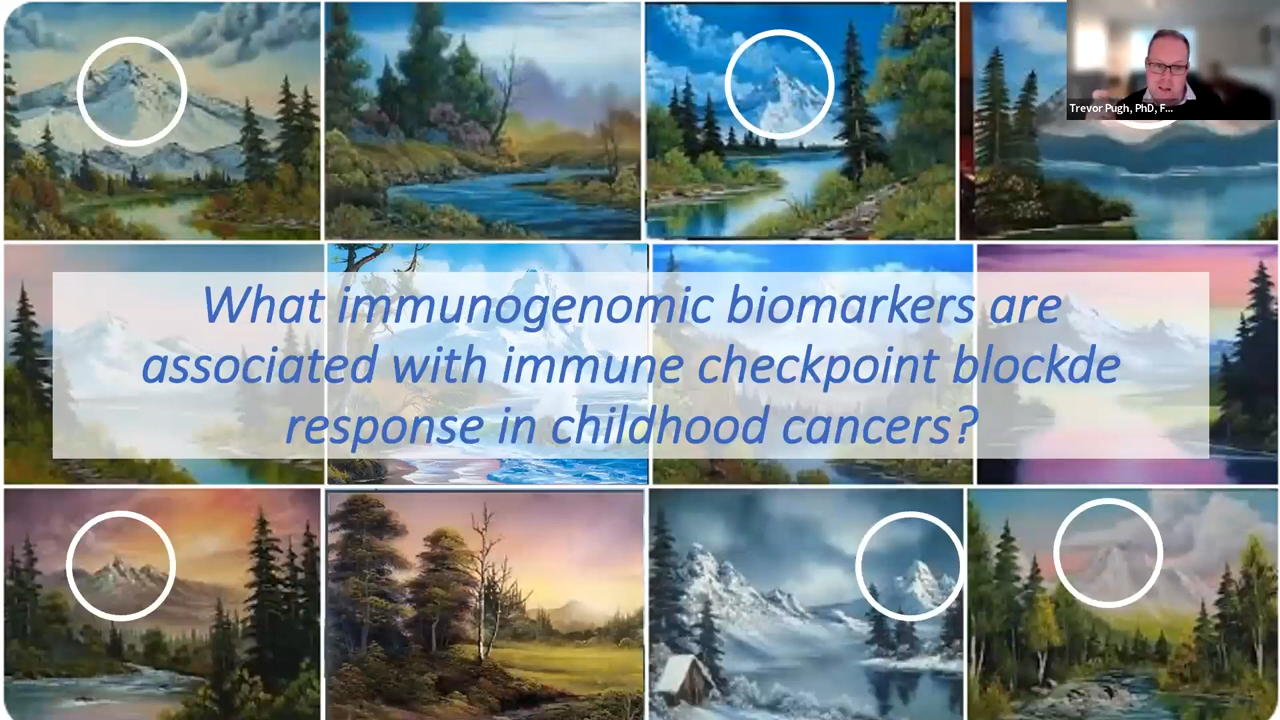 Trevor Pugh, PhD, F...
What immunogenomic biomarkers are
associated with immune checkpoint blockde
response in childhood cancers?